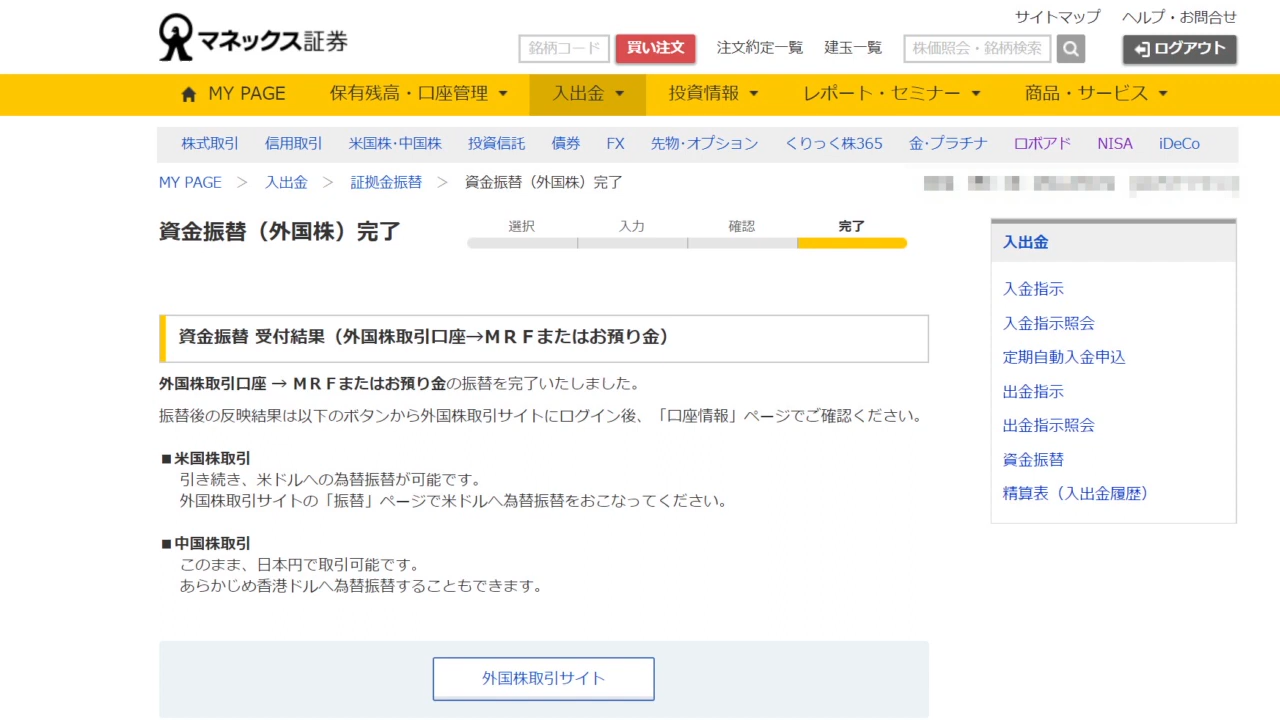 サイトマップ ヘルプ・お問合せ
マネックス証券
銘柄コード 買い注文 注文約定一覧 建玉一覧 株価照会・銘柄検索 ログアウト
MY PAGE 保有残高・口座管理 入出金 投資情報 レポート・セミナー 商品・サービス
株式取引 信用取引 米国株・中国株 投資信託 債券 FX 先物・オプション くりっく株365 金・プラチナ ロボアド NISA iDeCo
MY PAGE > 入出金 > 証拠金振替 > 資金振替（外国株）完了
資金振替（外国株）完了
選択 入力 確認 完了
資金振替 受付結果（外国株取引口座→ＭＲＦまたはお預り金）
外国株取引口座 → ＭＲＦまたはお預り金の振替を完了いたしました。
振替後の反映結果は以下のボタンから外国株取引サイトにログイン後、「口座情報」ページでご確認ください。
■米国株取引
引き続き、米ドルへの為替振替が可能です。
外国株取引サイトの「振替」ページで米ドルへ為替振替をおこなってください。
■中国株取引
このまま、日本円で取引可能です。
あらかじめ香港ドルへ為替振替することもできます。
外国株取引サイト
入出金
入金指示
入金指示照会
定期自動入金申込
出金指示
出金指示照会
資金振替
精算表（入出金履歴）